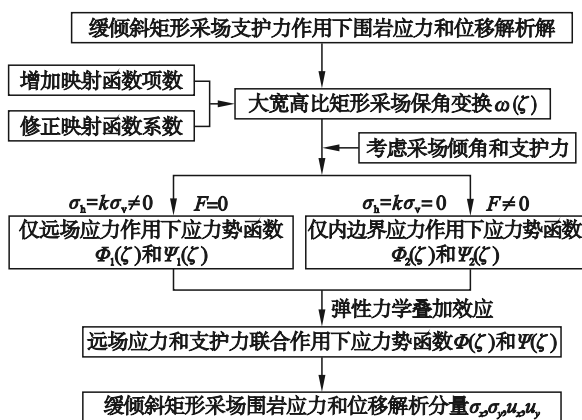 缓倾斜矩形采场支护力作用下围岩应力和位移解析解
增加映射函数项数
修正映射函数系数
大宽高比矩形采场保角变换ω(ζ)
考虑采场倾角和支护力
σh=kσv≠0 F=0
σh=kσv=0 F≠0
仅远场应力作用下应力势函数
Φ1(ζ)和Ψ1(ζ)
仅内边界应力作用下应力势函数
Φ2(ζ)和Ψ2(ζ)
弹性力学叠加效应
远场应力和支护力联合作用下应力势函数Φ(ζ)和Ψ(ζ)
缓倾斜矩形采场围岩应力和位移解析分量σx,σy,ux,uy